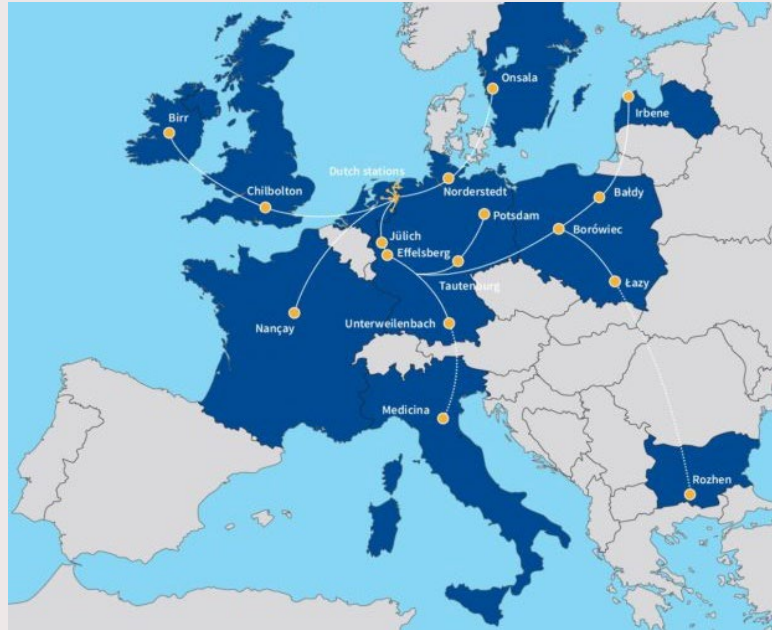 Onsala
Irbene
Birr
Dutch stations
Norderstedt
Bałdy
Chilbolton
Potsdam
Borówiec
Jülich
Effelsberg
Tautenburg
Łazy
Nançay
Unterweilenbach
Medicina
Rozhen